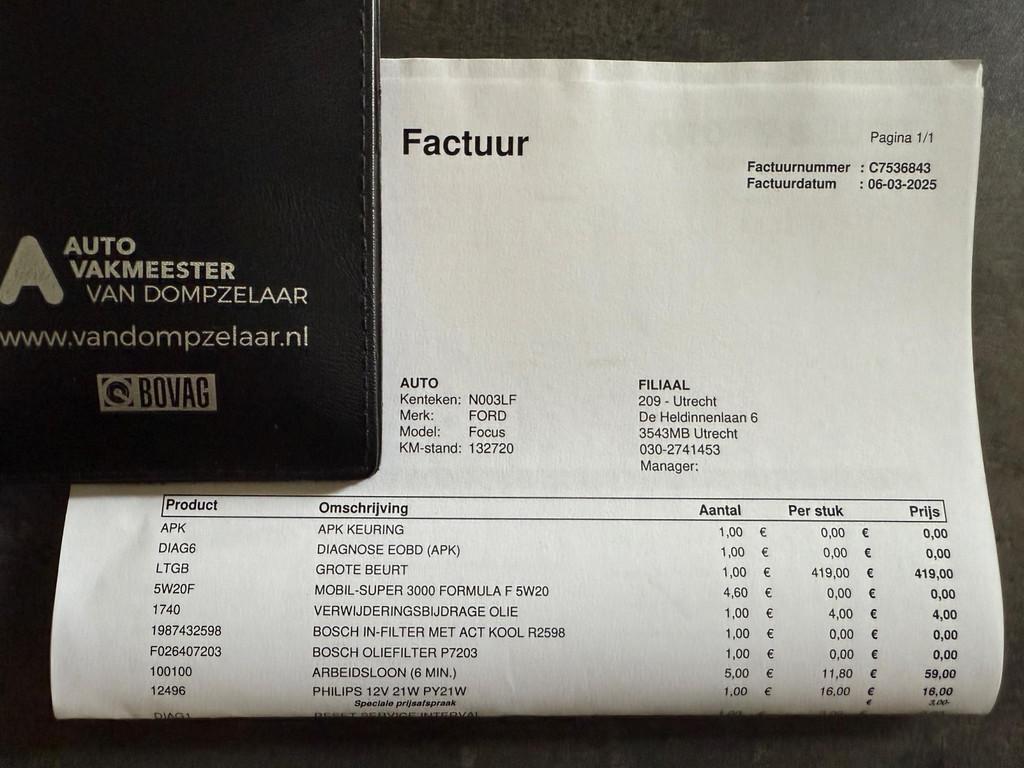 AUTO
VAKMEESTER
VAN DOMPZELAAR
www.vandompzelaar.nl
BOVAG
Factuur
Pagina 1/1
Factuurnummer : C7536843
Factuurdatum : 06-03-2025
AUTO
Kenteken: N003LF
Merk: FORD
Model: Focus
KM-stand: 132720
FILIAAL
209 - Utrecht
De Heldinnenlaan 6
3543MB Utrecht
030-2741453
Manager:
Product Omschrijving Aantal Per stuk Prijs
APK APK KEURING 1,00 € 0,00 € 0,00
DIAG6 DIAGNOSE EOBD (APK) 1,00 € 0,00 € 0,00
LTGB GROTE BEURT 1,00 € 419,00 € 419,00
5W20F MOBIL-SUPER 3000 FORMULA F 5W20 4,60 € 0,00 € 0,00
1740 VERWIJDERINGSBIJDRAGE OLIE 1,00 € 4,00 € 4,00
1987432598 BOSCH IN-FILTER MET ACT KOOL R2598 1,00 € 0,00 € 0,00
F026407203 BOSCH OLIEFILTER P7203 1,00 € 0,00 € 0,00
100100 ARBEIDSLOON (6 MIN.) 5,00 € 11,80 € 59,00
12496 PHILIPS 12V 21W PY21W 1,00 € 16,00 € 16,00
Speciale prijsafspraak € 3,00-
DIAG1 RESET SERVICE INTERVAL